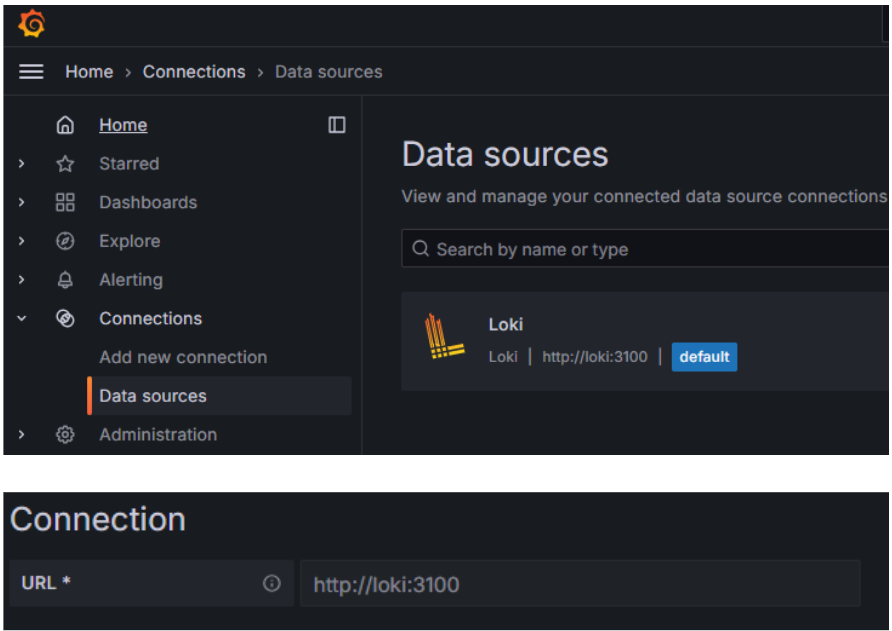 Home > Connections > Data sources
Home
Starred
Dashboards
Explore
Alerting
Connections
Add new connection
Data sources
Administration
Data sources
View and manage your connected data source connections
Search by name or type
Loki
Loki | http://loki:3100 | default
Connection
URL * http://loki:3100